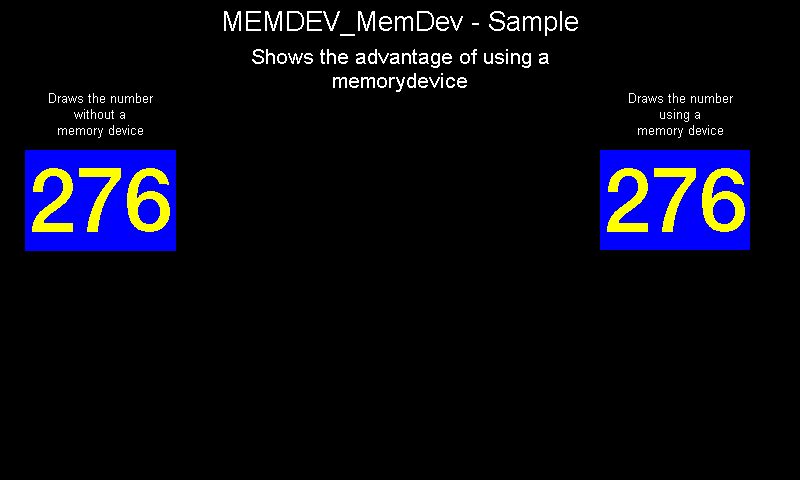 MEMDEV_MemDev - Sample
Shows the advantage of using a
memorydevice
Draws the number
without a
memory device
276
Draws the number
using a
memory device
276